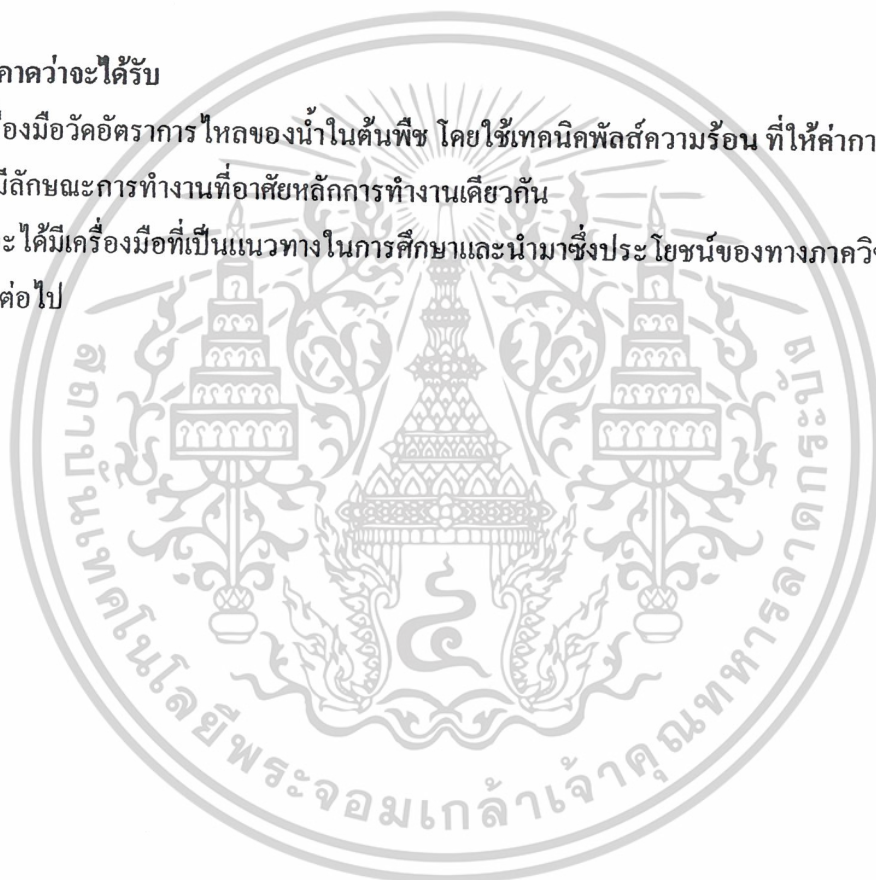 คาดว่าจะได้รับ
องมือวัดอัตราการไหลของน้ำในต้นพืช โดยใช้เทคนิคพัลส์ความร้อน ที่ให้ค่ากา
มีลักษณะการทำงานที่อาศัยหลักการทำงานเดียวกัน
ะได้มีเครื่องมือที่เป็นแนวทางในการศึกษาและนำมาซึ่งประโยชน์ของทางภาควิ
ต่อไป
สถาบันเทคโนโลยีพระจอมเกล้าเจ้าคุณทหารลาดกระบัง